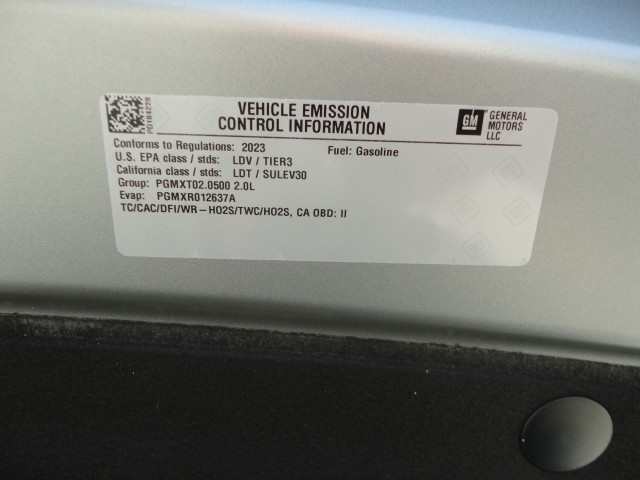 VEHICLE EMISSION
CONTROL INFORMATION
GM GENERAL
MOTORS
LLC
Conforms to Regulations: 2023 Fuel: Gasoline
U.S. EPA class / stds: LDV / TIER3
California class / stds: LDT / SULEV30
Group: PGMXT02.0500 2.0L
Evap: PGMXR012637A
TC/CAC/DFI/WR-HO2S/TWC/HO2S, CA OBD: II